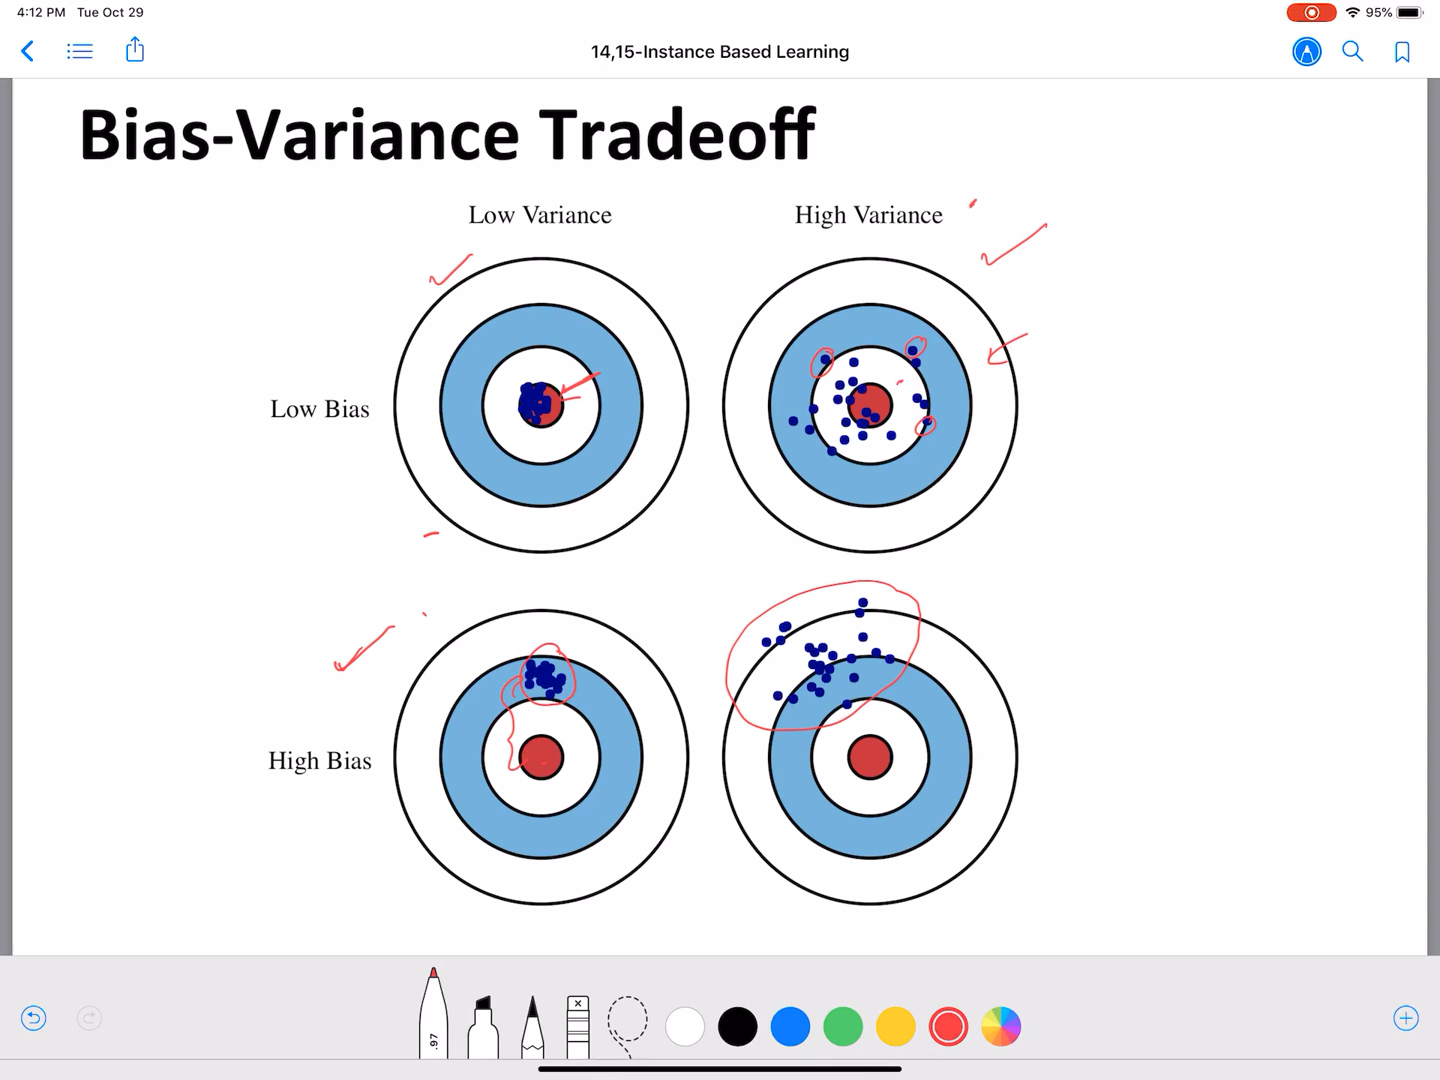 4:12 PM Tue Oct 29
95%
14,15-Instance Based Learning
Bias-Variance Tradeoff
Low Variance High Variance
Low Bias
High Bias
.97